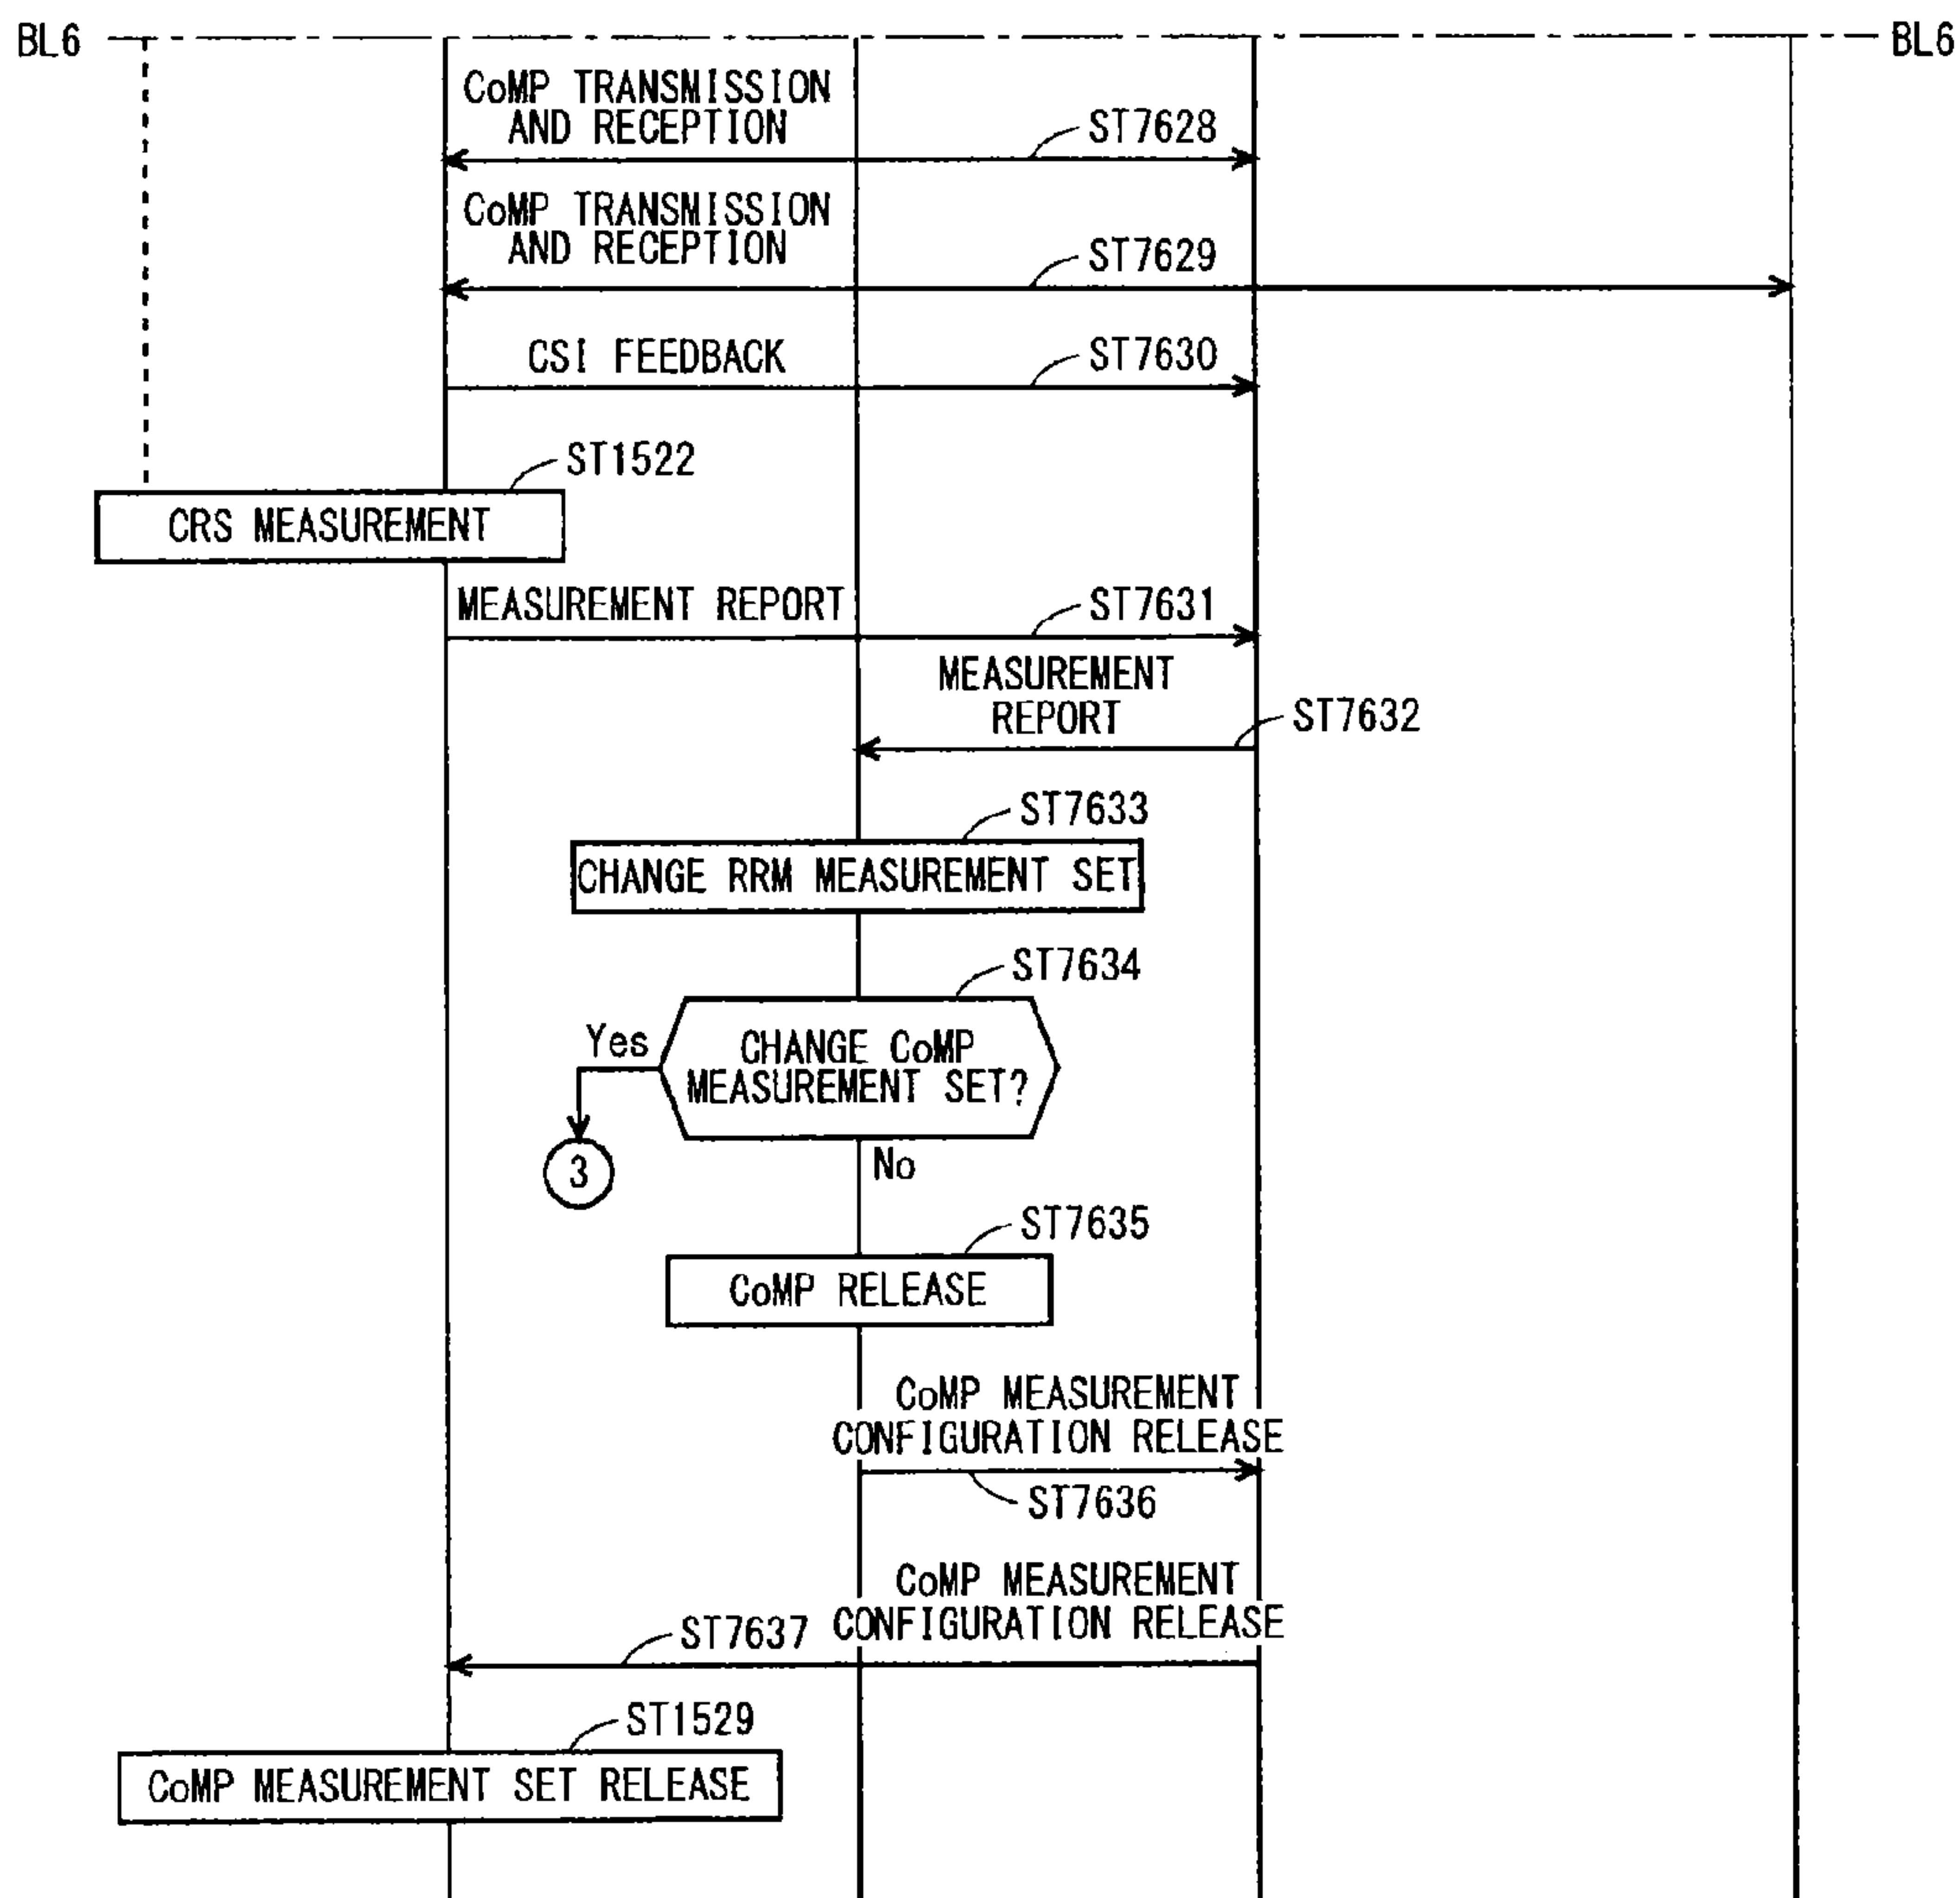 BL6
BL6
CoMP TRANSMISSION
AND RECEPTION
ST7628
CoMP TRANSMISSION
AND RECEPTION
ST7629
CSI FEEDBACK
ST7630
ST1522
CRS MEASUREMENT
MEASUREMENT REPORT
ST7631
MEASUREMENT
REPORT
ST7632
ST7633
CHANGE RRM MEASUREMENT SET
ST7634
Yes
CHANGE CoMP
MEASUREMENT SET?
3
No
ST7635
CoMP RELEASE
CoMP MEASUREMENT
CONFIGURATION RELEASE
ST7636
CoMP MEASUREMENT
CONFIGURATION RELEASE
ST7637
ST1529
CoMP MEASUREMENT SET RELEASE